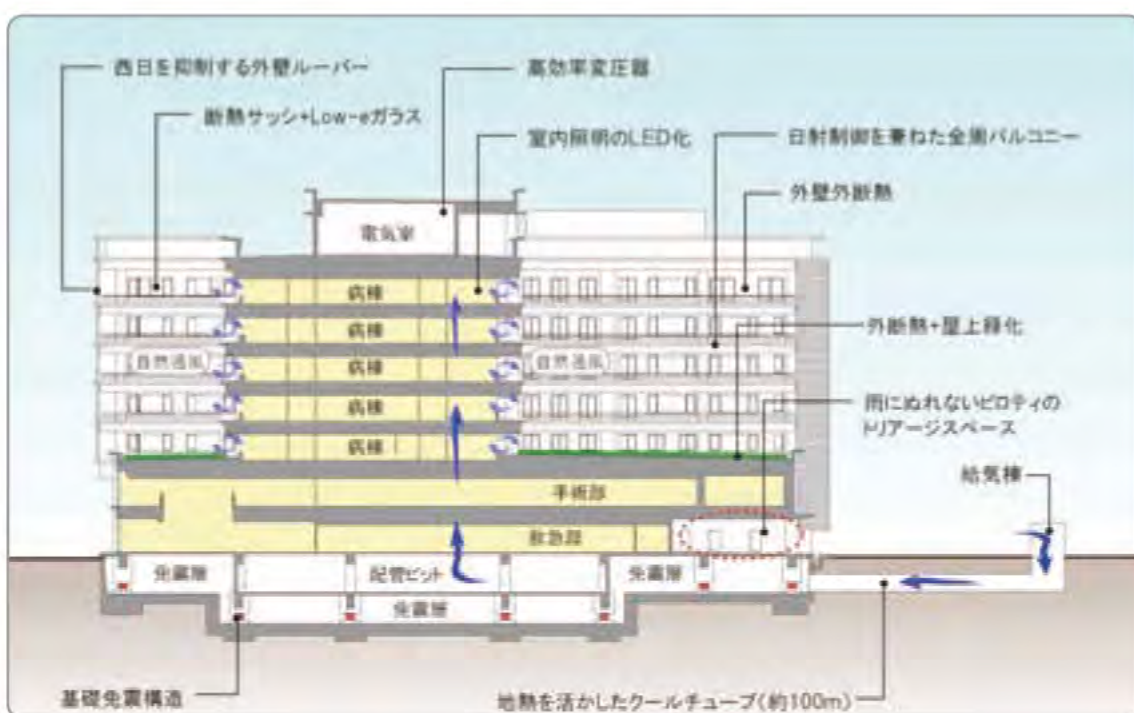 西日を抑制する外壁ルーバー
断熱サッシ+Low-eガラス
高効率変圧器
室内照明のLED化
日射制御を兼ねた全周バルコニー
外壁外断熱
電気室
病棟
病棟
自然通風
病棟
自然通風
病棟
病棟
外断熱+屋上緑化
雨にぬれないピロティの
トリアージスペース
給気棟
手術部
救急部
免震層
配管ピット
免震層
免震層
基礎免震構造
地熱を活かしたクールチューブ(約100m)